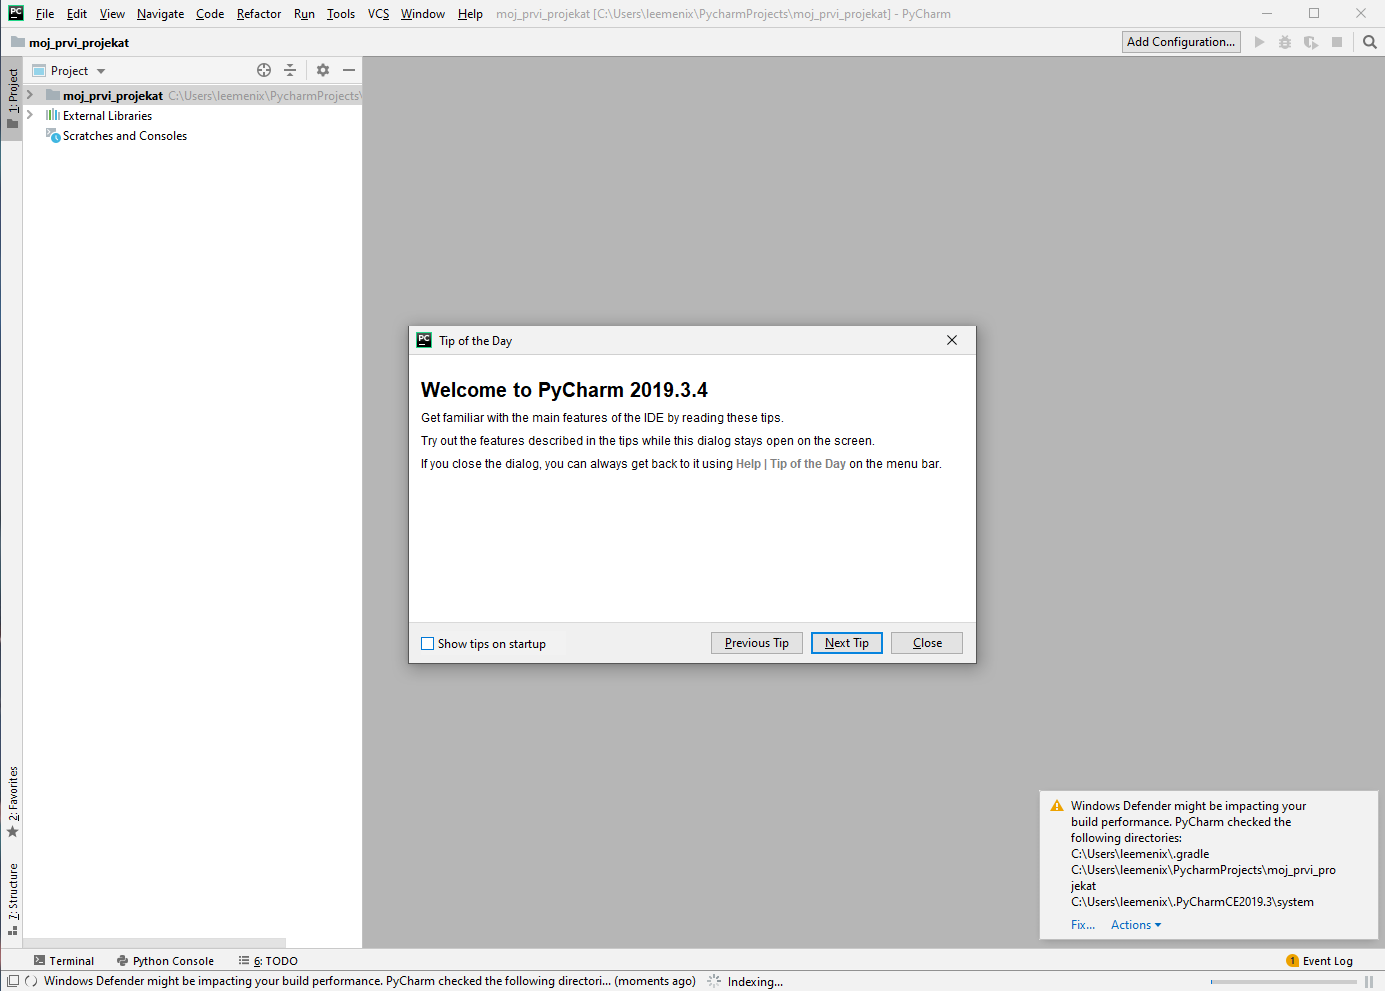 File Edit View Navigate Code Refactor Run Tools VCS Window Help moj_prvi_projekat [C:\Users\leemenix\PycharmProjects\moj_prvi_projekat] - PyCharm
moj_prvi_projekat
Add Configuration...
1: Project
Project
moj_prvi_projekat C:\Users\leemenix\PycharmProjects\
External Libraries
Scratches and Consoles
PC Tip of the Day
Welcome to PyCharm 2019.3.4
Get familiar with the main features of the IDE by reading these tips.
Try out the features described in the tips while this dialog stays open on the screen.
If you close the dialog, you can always get back to it using Help | Tip of the Day on the menu bar.
Show tips on startup
Previous Tip Next Tip Close
2: Favorites
7: Structure
Windows Defender might be impacting your
build performance. PyCharm checked the
following directories:
C:\Users\leemenix\.gradle
C:\Users\leemenix\PycharmProjects\moj_prvi_pro
jekat
C:\Users\leemenix\.PyCharmCE2019.3\system
Fix... Actions
Terminal Python Console 6: TODO
1 Event Log
Windows Defender might be impacting your build performance. PyCharm checked the following directori... (moments ago) Indexing...